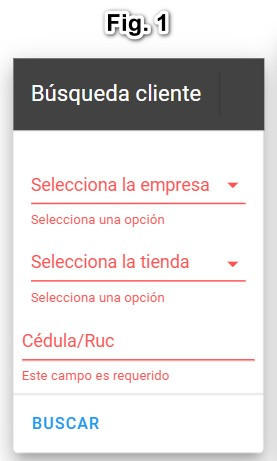 Fig. 1
Búsqueda cliente
Selecciona la empresa
Selecciona una opción
Selecciona la tienda
Selecciona una opción
Cédula/Ruc
Este campo es requerido
BUSCAR